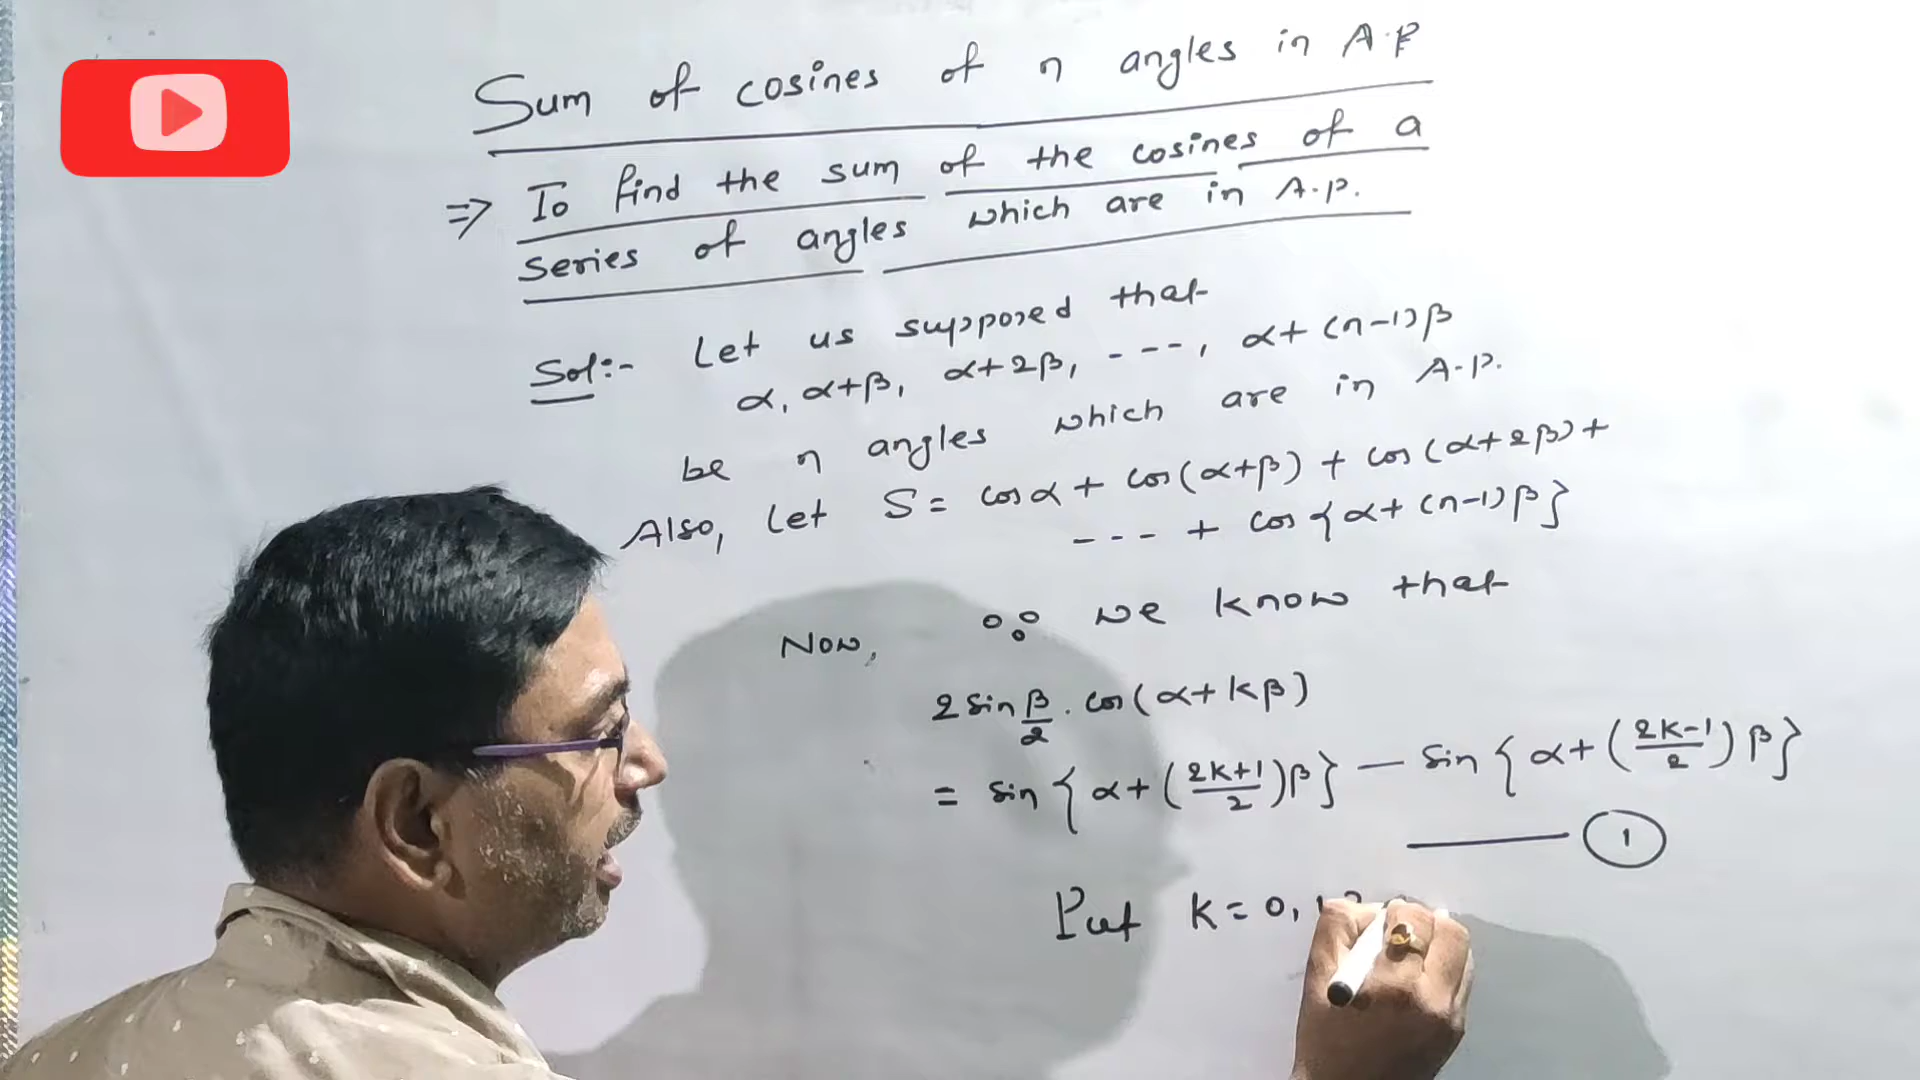 Sum of cosines of n angles in A.P
⇒ To find the sum of the cosines of a
series of angles which are in A.P.
Sol:- Let us supposed that
α, α+β, α+2β, ---, α+(n-1)β
be n angles which are in A.P.
Also, Let S = cosα + cos(α+β) + cos(α+2β)+
--- + cos{α+(n-1)β}
Now, ∵ we know that
2 sin β/2 . cos(α+kβ)
= sin{α+(2k+1/2)β} - sin{α+(2k-1/2)β}
—— 1
Put k = 0, 1